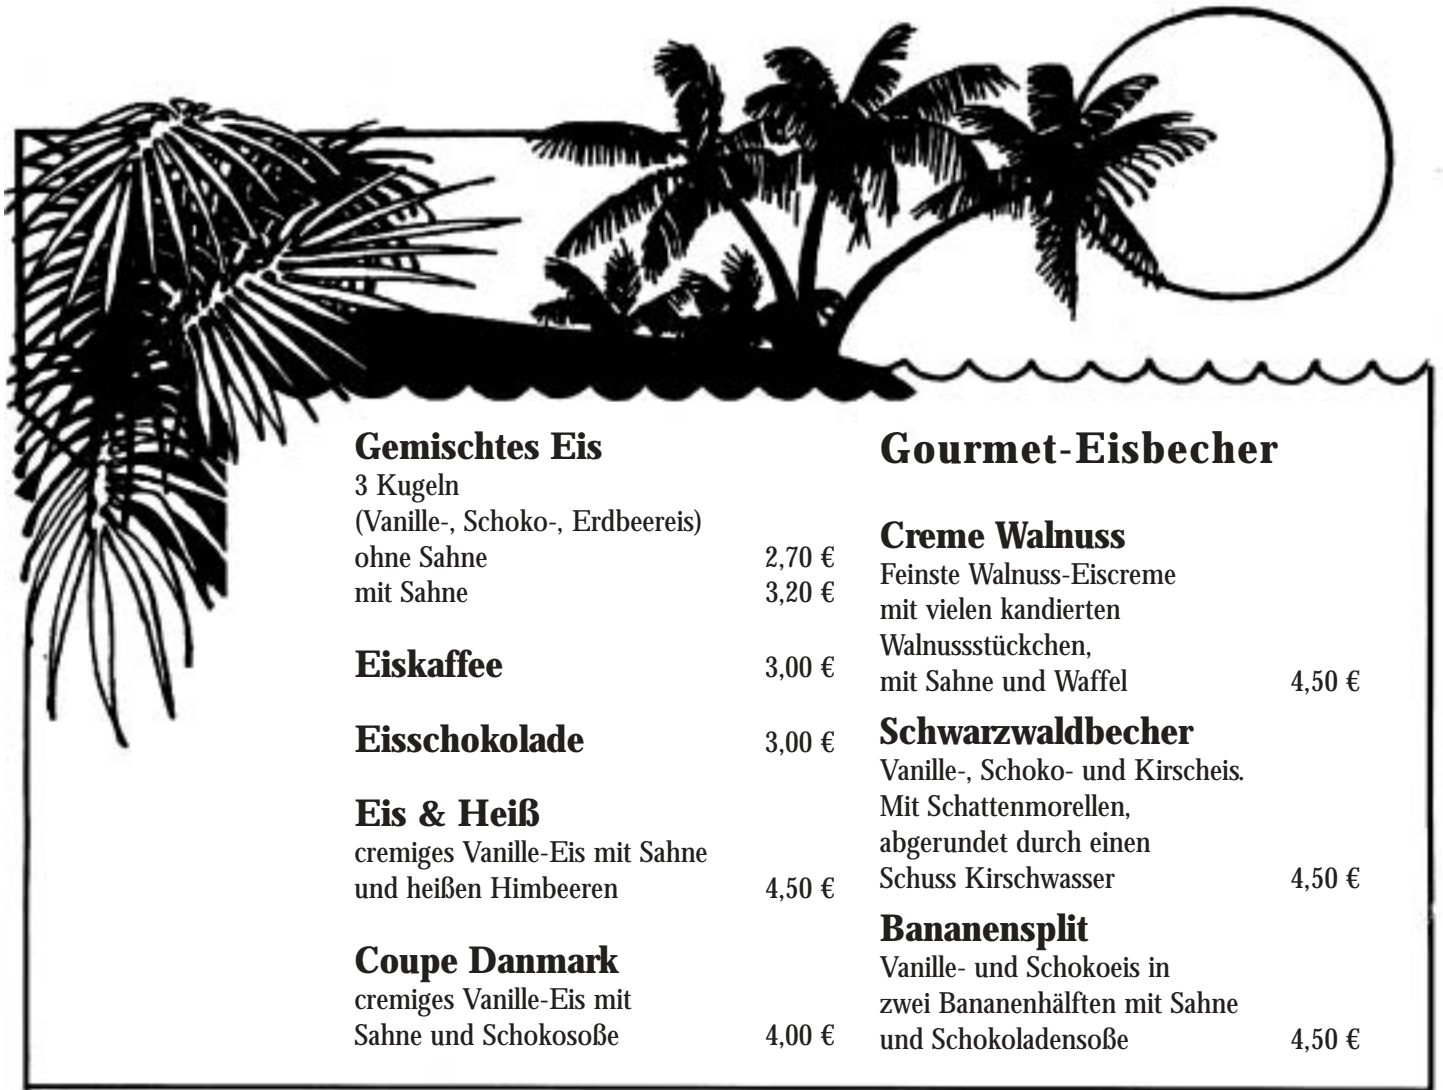 Gemischtes Eis
3 Kugeln
(Vanille-, Schoko-, Erdbeereis)
ohne Sahne 2,70 €
mit Sahne 3,20 €
Eiskaffee 3,00 €
Eisschokolade 3,00 €
Eis & Heiß
cremiges Vanille-Eis mit Sahne
und heißen Himbeeren 4,50 €
Coupe Danmark
cremiges Vanille-Eis mit
Sahne und Schokosoße 4,00 €
Gourmet-Eisbecher
Creme Walnuss
Feinste Walnuss-Eiscreme
mit vielen kandierten
Walnussstückchen,
mit Sahne und Waffel 4,50 €
Schwarzwaldbecher
Vanille-, Schoko- und Kirscheis.
Mit Schattenmorellen,
abgerundet durch einen
Schuss Kirschwasser 4,50 €
Bananensplit
Vanille- und Schokoeis in
zwei Bananenhälften mit Sahne
und Schokoladensoße 4,50 €